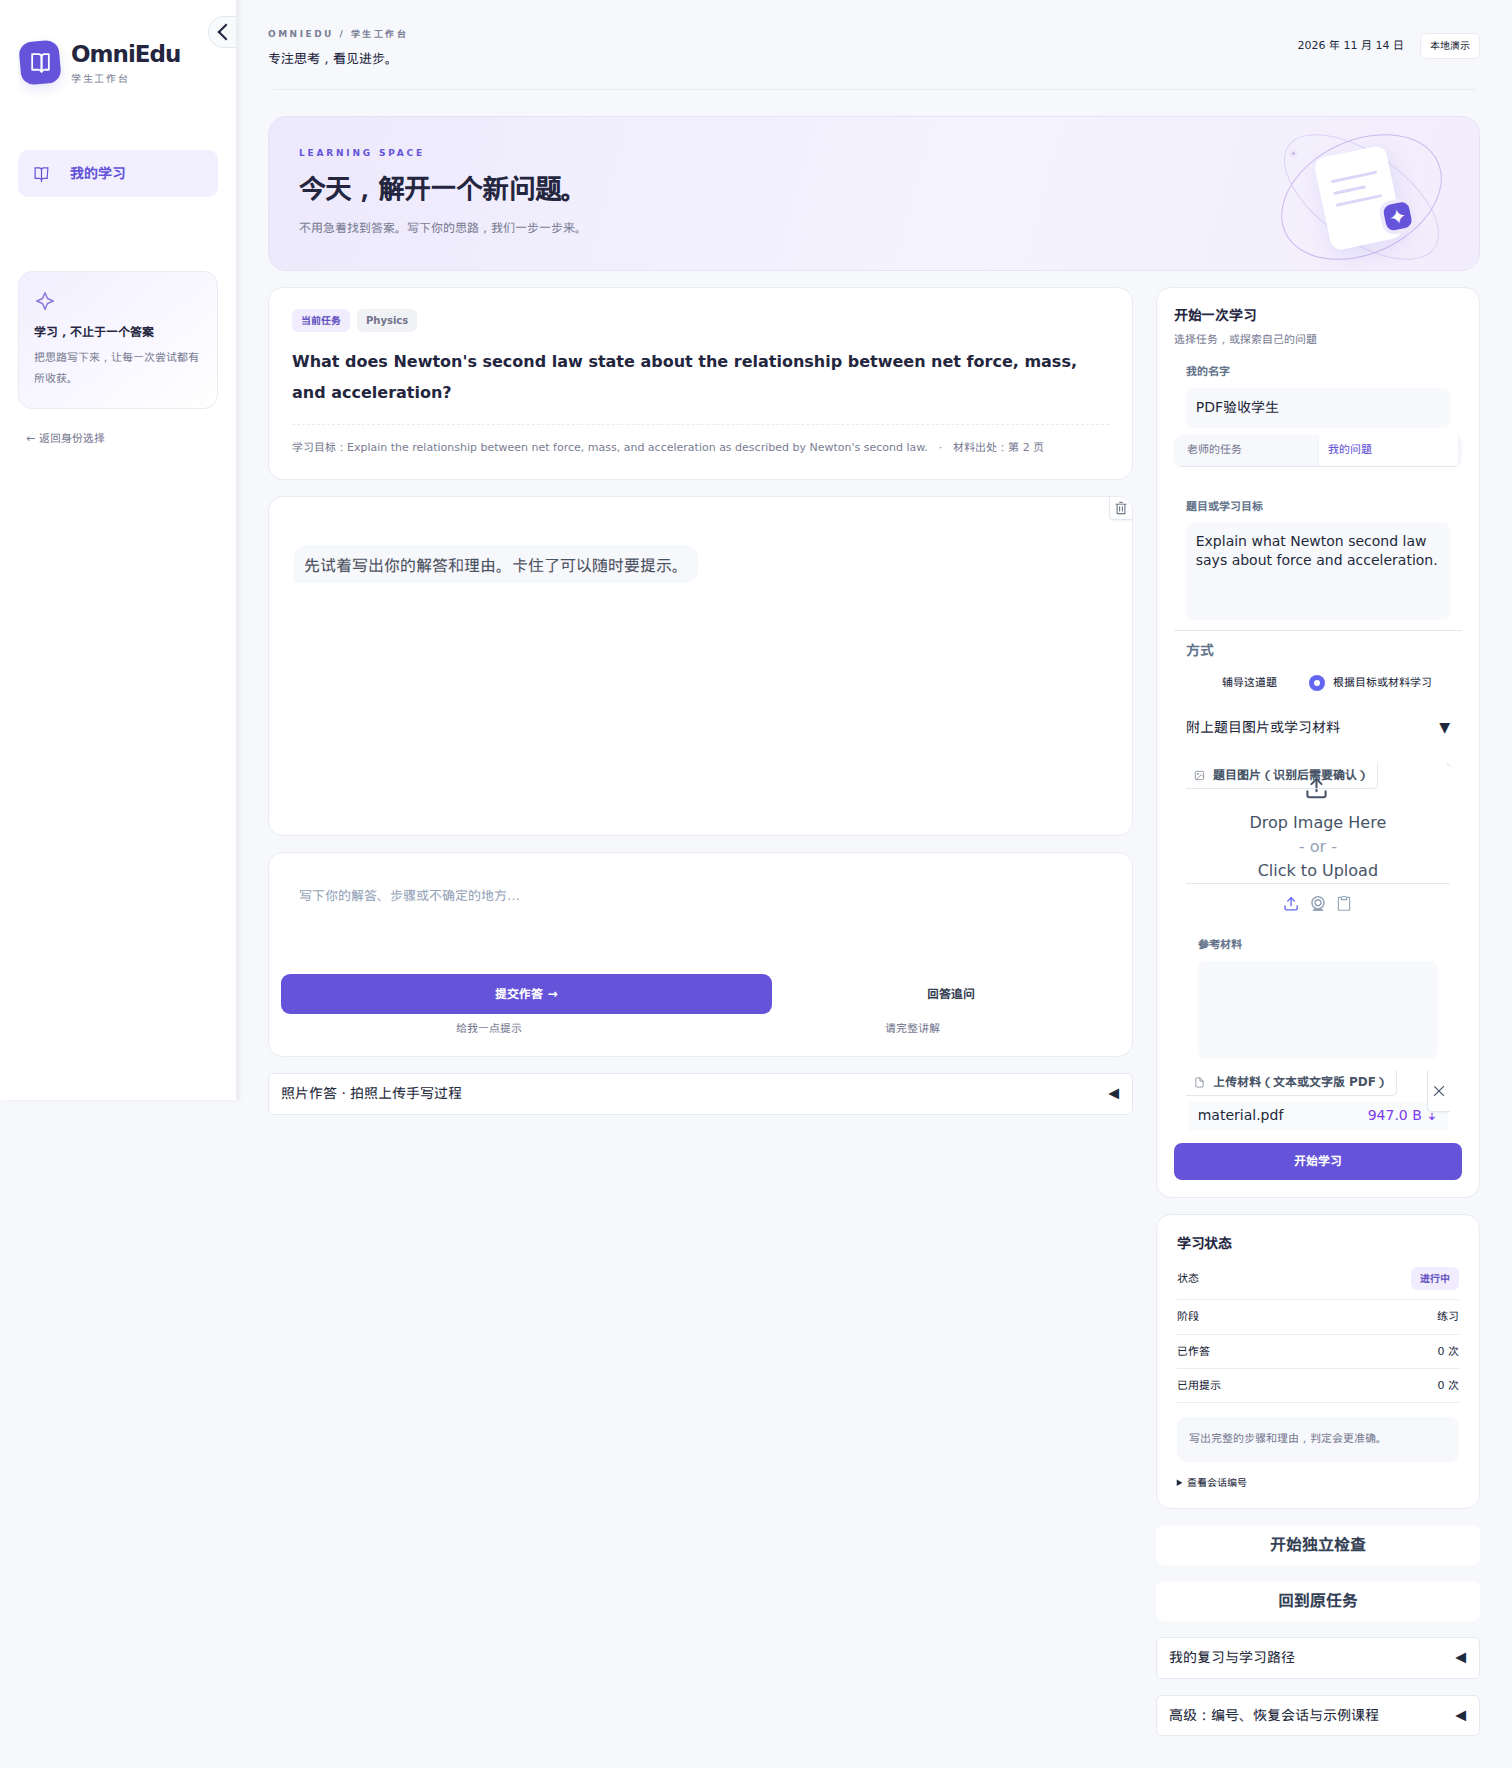 OmniEdu
学生工作台
我的学习
学习，不止于一个答案
把思路写下来，让每一次尝试都有
所收获。
← 返回身份选择
OMNIEDU / 学生工作台
专注思考，看见进步。
2026 年 11 月 14 日
本地演示
LEARNING SPACE
今天，解开一个新问题。
不用急着找到答案。写下你的思路，我们一步一步来。
当前任务
Physics
What does Newton's second law state about the relationship between net force, mass,
and acceleration?
学习目标：Explain the relationship between net force, mass, and acceleration as described by Newton's second law. · 材料出处：第 2 页
先试着写出你的解答和理由。卡住了可以随时要提示。
写下你的解答、步骤或不确定的地方...
提交作答 →
回答追问
给我一点提示
请完整讲解
照片作答 · 拍照上传手写过程
开始一次学习
选择任务，或探索自己的问题
我的名字
PDF验收学生
老师的任务
我的问题
题目或学习目标
Explain what Newton second law
says about force and acceleration.
方式
辅导这道题
根据目标或材料学习
附上题目图片或学习材料
题目图片（识别后需要确认）
Drop Image Here
- or -
Click to Upload
参考材料
上传材料（文本或文字版 PDF）
material.pdf
947.0 B ↓
开始学习
学习状态
状态
进行中
阶段
练习
已作答
0 次
已用提示
0 次
写出完整的步骤和理由，判定会更准确。
查看会话编号
开始独立检查
回到原任务
我的复习与学习路径
高级：编号、恢复会话与示例课程